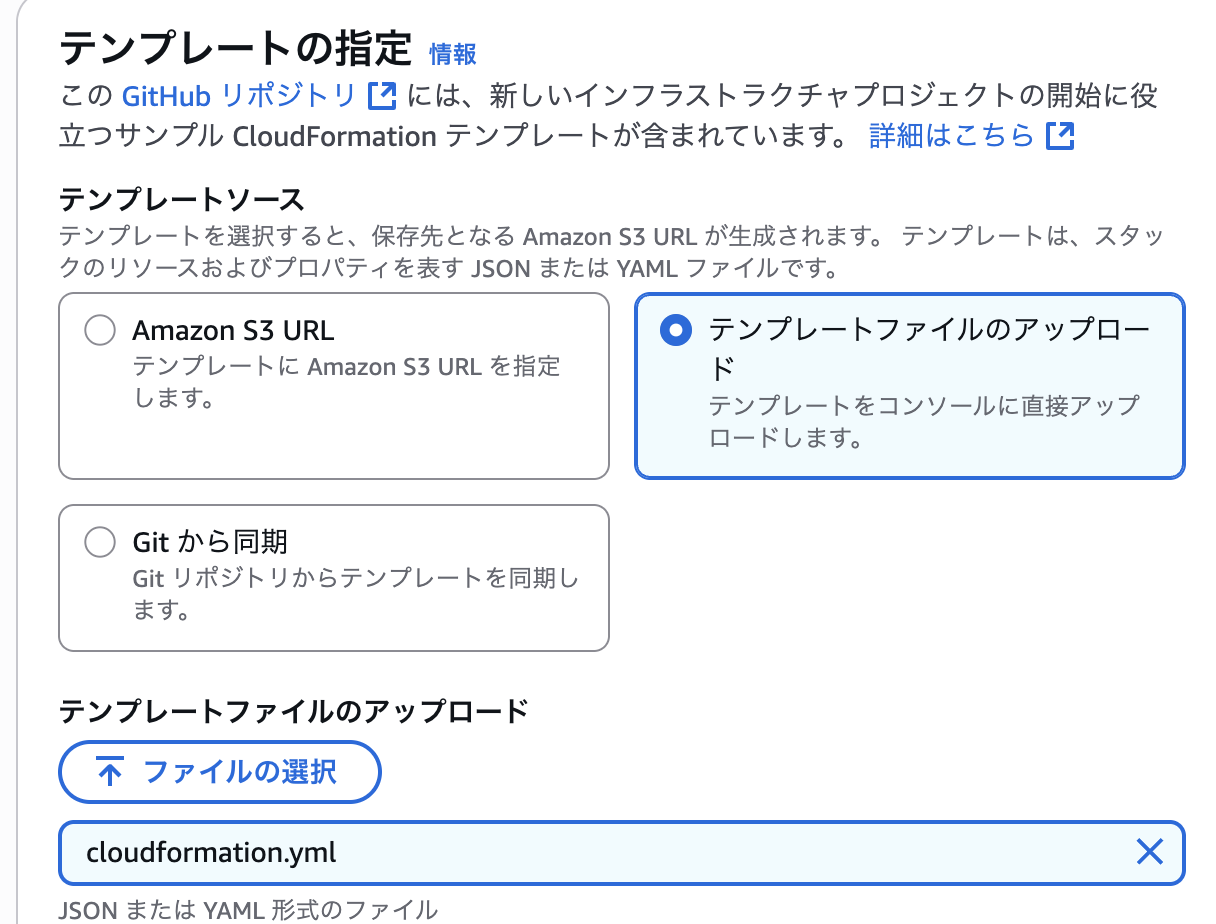 テンプレートの指定 情報
この GitHub リポジトリ には、新しいインフラストラクチャプロジェクトの開始に役
立つサンプル CloudFormation テンプレートが含まれています。 詳細はこちら
テンプレートソース
テンプレートを選択すると、保存先となる Amazon S3 URL が生成されます。 テンプレートは、スタッ
クのリソースおよびプロパティを表す JSON または YAML ファイルです。
Amazon S3 URL
テンプレートに Amazon S3 URL を指定
します。
テンプレートファイルのアップロー
ド
テンプレートをコンソールに直接アップ
ロードします。
Git から同期
Git リポジトリからテンプレートを同期し
ます。
テンプレートファイルのアップロード
ファイルの選択
cloudformation.yml
JSON または YAML 形式のファイル